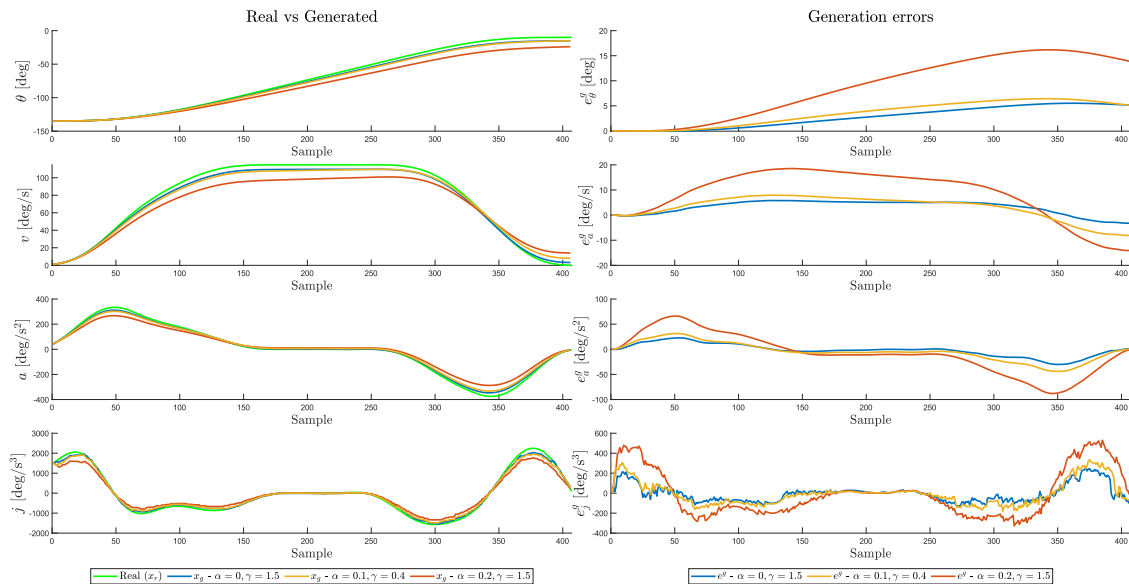 Real vs Generated
0
-50
-100
-150
θ [deg]
0 50 100 150 200 250 300 350 400
Sample
100
80
60
40
20
0
v [deg/s]
0 50 100 150 200 250 300 350 400
Sample
400
200
0
-200
-400
a [deg/s²]
0 50 100 150 200 250 300 350 400
Sample
3000
2000
1000
0
-1000
-2000
j [deg/s³]
0 50 100 150 200 250 300 350 400
Sample
Real (x_r) x_g - α = 0, γ = 1.5 x_g - α = 0.1, γ = 0.4 x_g - α = 0.2, γ = 1.5
Generation errors
20
15
10
5
0
e_θ^g [deg]
0 50 100 150 200 250 300 350 400
Sample
20
10
0
-10
-20
e_a^g [deg/s]
0 50 100 150 200 250 300 350 400
Sample
100
50
0
-50
-100
e_a^g [deg/s²]
0 50 100 150 200 250 300 350 400
Sample
600
400
200
0
-200
-400
e_j^g [deg/s³]
0 50 100 150 200 250 300 350 400
Sample
e^g - α = 0, γ = 1.5 e^g - α = 0.1, γ = 0.4 e^g - α = 0.2, γ = 1.5